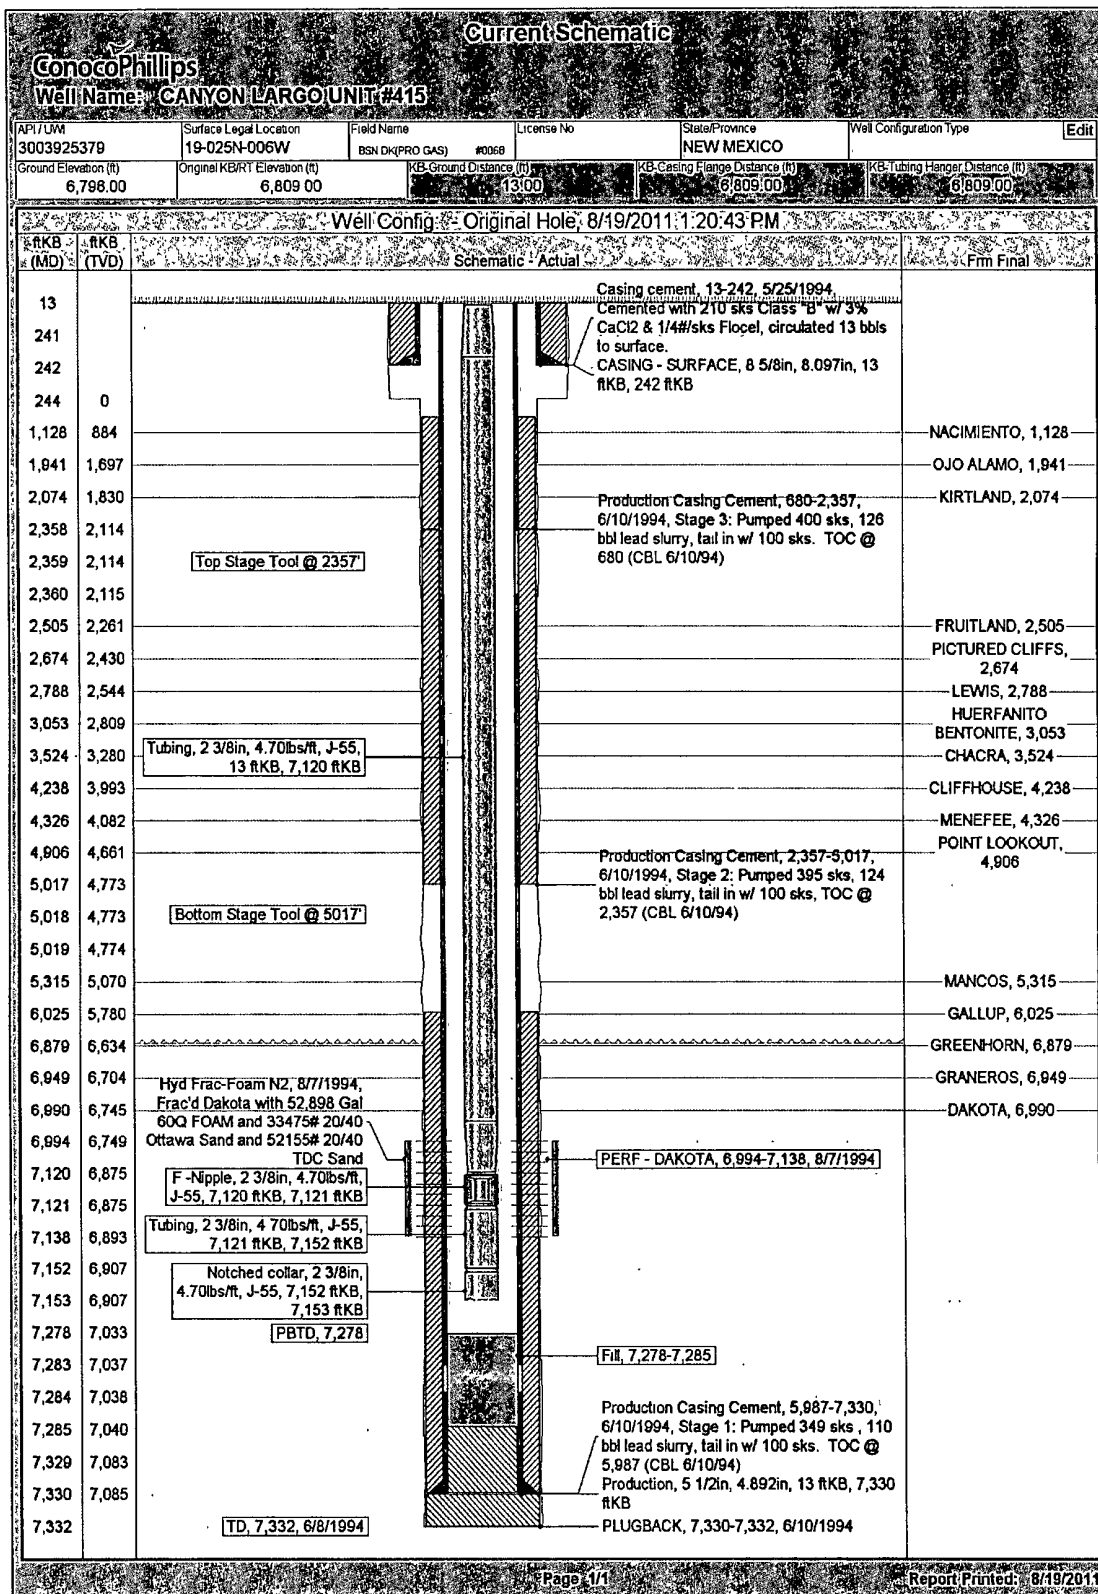 Current Schematic
ConocoPhillips
Well Name: CANYON LARGO UNIT #415
API / UWI
3003925379
Surface Legal Location
19-025N-006W
Field Name
BSN DK(PRO GAS) #0068
License No
State/Province
NEW MEXICO
Well Configuration Type
Edit
Ground Elevation (ft)
6,798.00
Original KB/RT Elevation (ft)
6,809 00
KB-Ground Distance (ft)
13.00
KB-Casing Flange Distance (ft)
6,809.00
KB-Tubing Hanger Distance (ft)
6,809.00
Well Config: - Original Hole, 8/19/2011 1:20:43 PM
ftKB (MD)
ftKB (TVD)
Schematic - Actual
Frm Final
13
241
242
244 0
1,128 884
1,941 1,697
2,074 1,830
2,358 2,114
2,359 2,114
2,360 2,115
2,505 2,261
2,674 2,430
2,788 2,544
3,053 2,809
3,524 3,280
4,238 3,993
4,326 4,082
4,906 4,661
5,017 4,773
5,018 4,773
5,019 4,774
5,315 5,070
6,025 5,780
6,879 6,634
6,949 6,704
6,990 6,745
6,994 6,749
7,120 6,875
7,121 6,875
7,138 6,893
7,152 6,907
7,153 6,907
7,278 7,033
7,283 7,037
7,284 7,038
7,285 7,040
7,329 7,083
7,330 7,085
7,332
Top Stage Tool @ 2357'
Tubing, 2 3/8in, 4.70lbs/ft, J-55,
13 ftKB, 7,120 ftKB
Bottom Stage Tool @ 5017'
Hyd Frac-Foam N2, 8/7/1994,
Frac'd Dakota with 52,898 Gal
60Q FOAM and 33475# 20/40
Ottawa Sand and 52155# 20/40
TDC Sand
F -Nipple, 2 3/8in, 4.70lbs/ft,
J-55, 7,120 ftKB, 7,121 ftKB
Tubing, 2 3/8in, 4 70lbs/ft, J-55,
7,121 ftKB, 7,152 ftKB
Notched collar, 2 3/8in,
4.70lbs/ft, J-55, 7,152 ftKB,
7,153 ftKB
PBTD, 7,278
TD, 7,332, 6/8/1994
Casing cement, 13-242, 5/25/1994,
Cemented with 210 sks Class "B" w/ 3%
CaCl2 & 1/4#/sks Flocel, circulated 13 bbls
to surface.
CASING - SURFACE, 8 5/8in, 8.097in, 13
ftKB, 242 ftKB
Production Casing Cement, 680-2,357,
6/10/1994, Stage 3: Pumped 400 sks, 126
bbl lead slurry, tail in w/ 100 sks. TOC @
680 (CBL 6/10/94)
Production Casing Cement, 2,357-5,017,
6/10/1994, Stage 2: Pumped 395 sks, 124
bbl lead slurry, tail in w/ 100 sks, TOC @
2,357 (CBL 6/10/94)
PERF - DAKOTA, 6,994-7,138, 8/7/1994
Fill, 7,278-7,285
Production Casing Cement, 5,987-7,330,
6/10/1994, Stage 1: Pumped 349 sks , 110
bbl lead slurry, tail in w/ 100 sks. TOC @
5,987 (CBL 6/10/94)
Production, 5 1/2in, 4.892in, 13 ftKB, 7,330
ftKB
PLUGBACK, 7,330-7,332, 6/10/1994
NACIMIENTO, 1,128
OJO ALAMO, 1,941
KIRTLAND, 2,074
FRUITLAND, 2,505
PICTURED CLIFFS,
2,674
LEWIS, 2,788
HUERFANITO
BENTONITE, 3,053
CHACRA, 3,524
CLIFFHOUSE, 4,238
MENEFEE, 4,326
POINT LOOKOUT,
4,906
MANCOS, 5,315
GALLUP, 6,025
GREENHORN, 6,879
GRANEROS, 6,949
DAKOTA, 6,990
Page 1/1
Report Printed: 8/19/2011